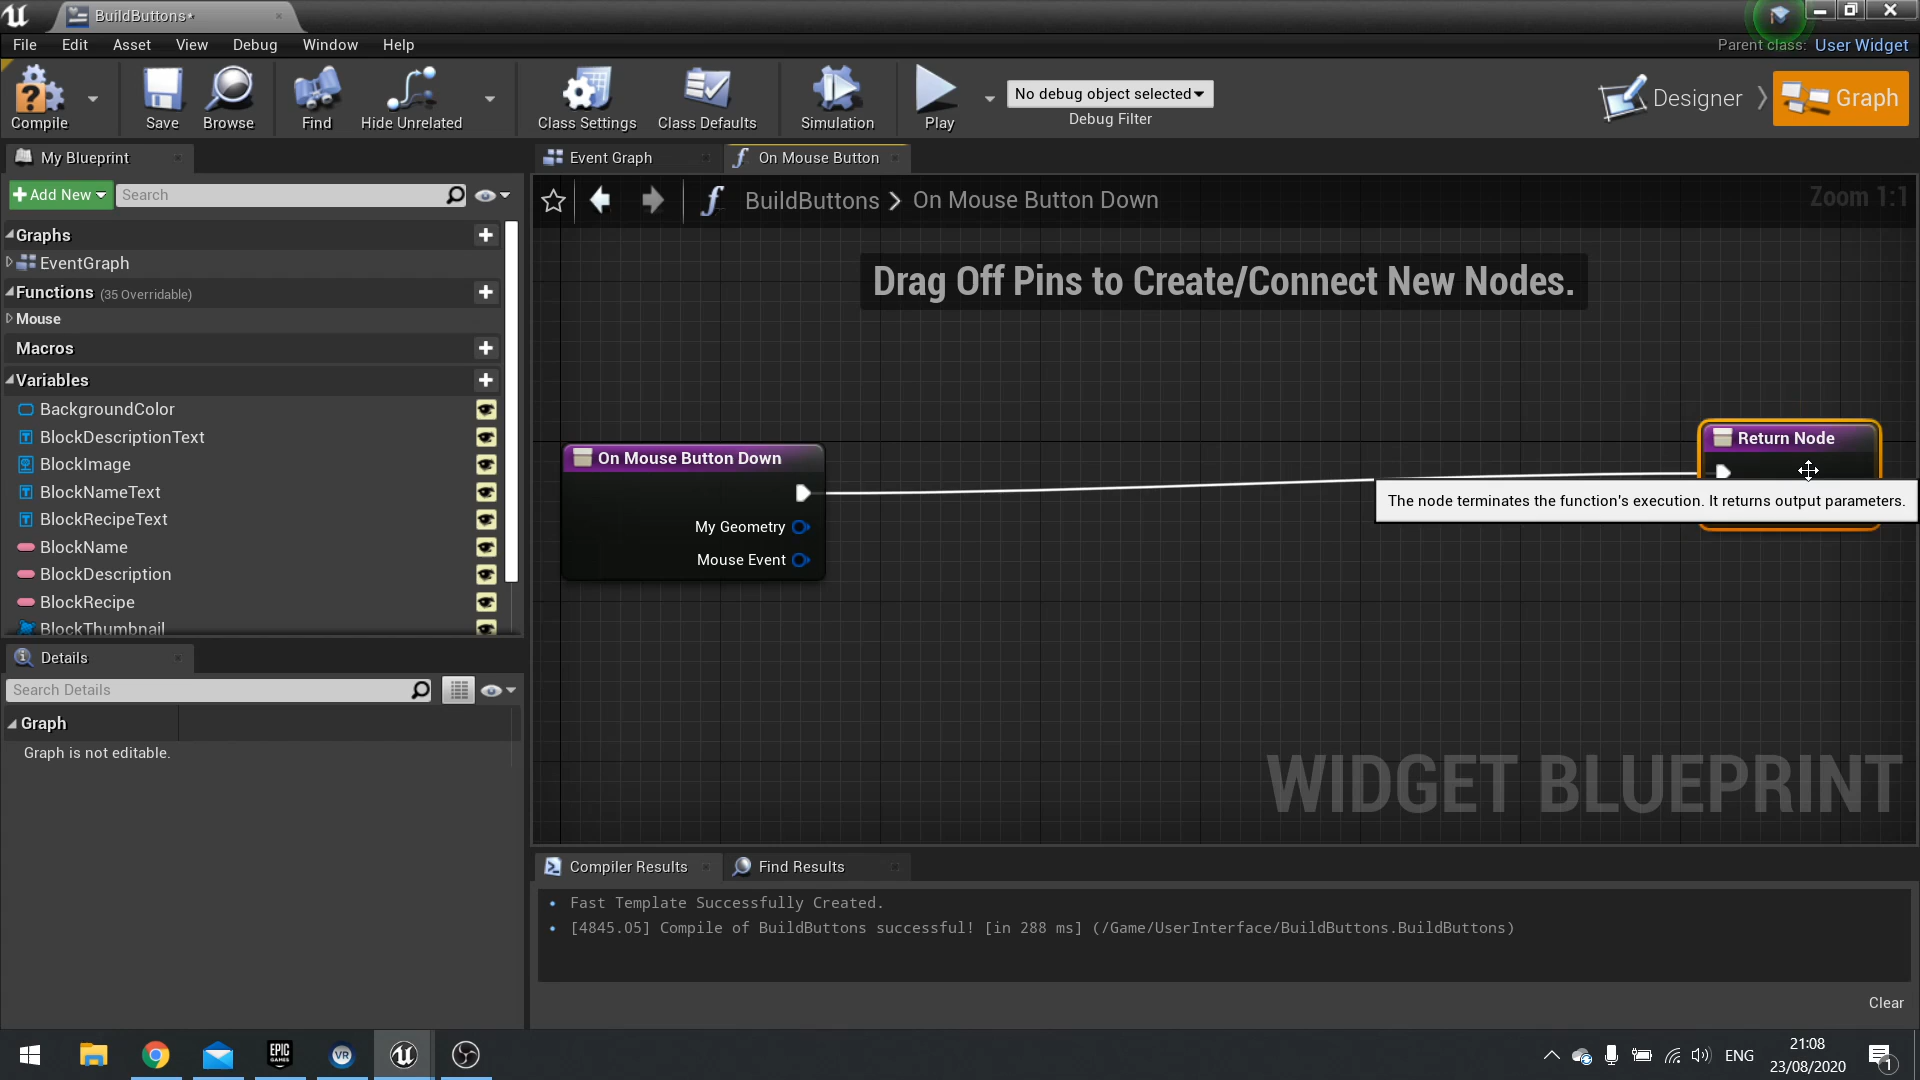 BuildButtons*
File Edit Asset View Debug Window Help
Parent class: User Widget
Compile Save Browse Find Hide Unrelated Class Settings Class Defaults Simulation Play
No debug object selected
Debug Filter
Designer Graph
My Blueprint
Event Graph
On Mouse Button
Add New
Search
BuildButtons > On Mouse Button Down
Zoom 1:1
Graphs
EventGraph
Functions (35 Overridable)
Mouse
Macros
Variables
BackgroundColor
BlockDescriptionText
BlockImage
BlockNameText
BlockRecipeText
BlockName
BlockDescription
BlockRecipe
BlockThumbnail
Drag Off Pins to Create/Connect New Nodes.
On Mouse Button Down
My Geometry
Mouse Event
Return Node
The node terminates the function's execution. It returns output parameters.
WIDGET BLUEPRINT
Details
Search Details
Graph
Graph is not editable.
Compiler Results
Find Results
• Fast Template Successfully Created.
• [4845.05] Compile of BuildButtons successful! [in 288 ms] (/Game/UserInterface/BuildButtons.BuildButtons)
Clear
EPIC
GAMES
VR
ENG
21:08
23/08/2020
1